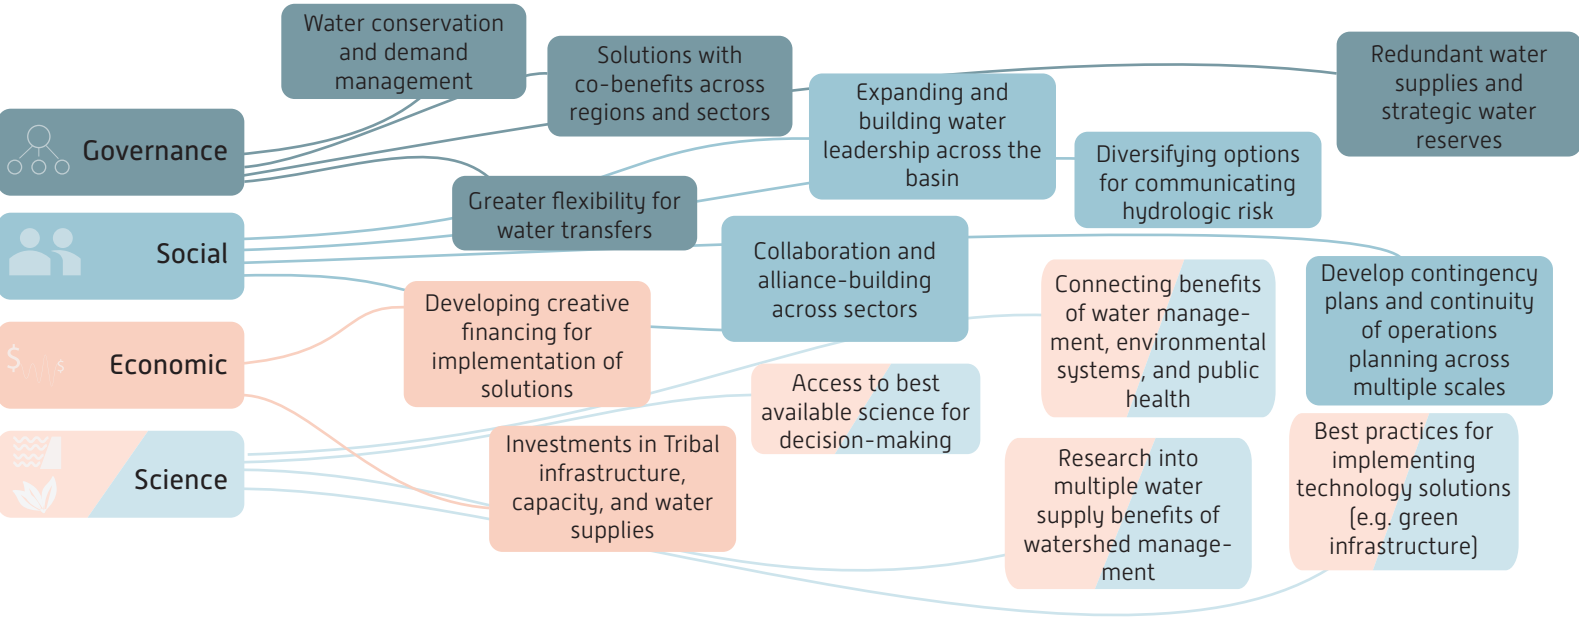 Water conservation
and demand
management
Solutions with
co-benefits across
regions and sectors
Redundant water
supplies and
strategic water
reserves
Expanding and
building water
leadership across the
basin
Governance
Diversifying options
for communicating
hydrologic risk
Greater flexibility for
water transfers
Social
Collaboration and
alliance-building
across sectors
Connecting benefits
of water manage-
ment, environmental
systems, and public
health
Develop contingency
plans and continuity
of operations
planning across
multiple scales
Developing creative
financing for
implementation of
solutions
$
$
Economic
Access to best
available science for
decision-making
Science
Investments in Tribal
infrastructure,
capacity, and water
supplies
Research into
multiple water
supply benefits of
watershed manage-
ment
Best practices for
implementing
technology solutions
(e.g. green
infrastructure)